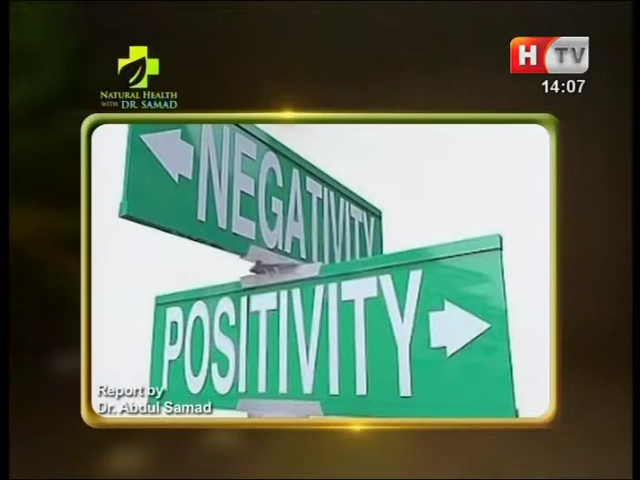 NATURAL HEALTH
WITH DR. SAMAD
H TV
14:07
NEGATIVITY
POSITIVITY
Report by
Dr. Abdul Samad